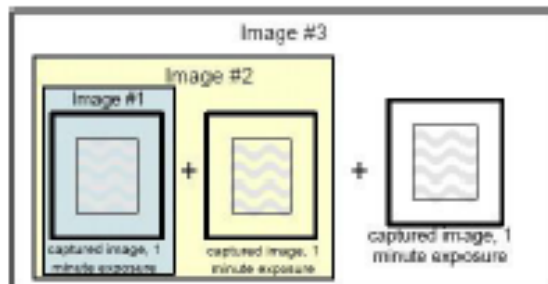 Image #3
Image #2
Image #1
+
+
captured image, 1
minute exposure
captured image, 1
minute exposure
captured image, 1
minute exposure